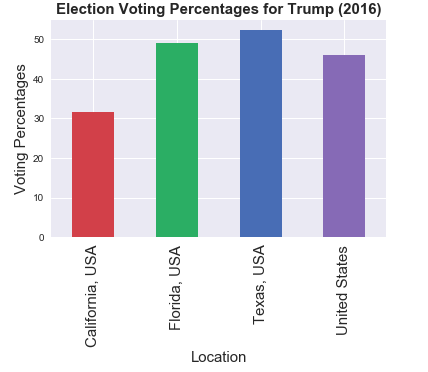 Election Voting Percentages for Trump (2016)
Voting Percentages
50
40
30
20
10
0
California, USA
Florida, USA
Texas, USA
United States
Location